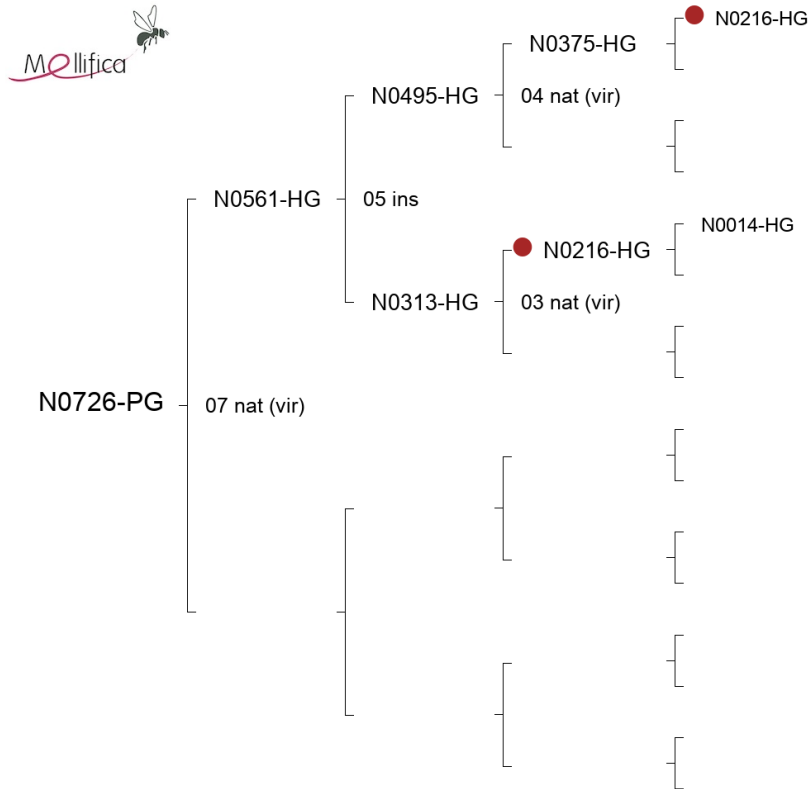 Mellifica
N0216-HG
N0375-HG
N0495-HG
04 nat (vir)
N0561-HG
05 ins
N0014-HG
N0216-HG
N0313-HG
03 nat (vir)
N0726-PG
07 nat (vir)